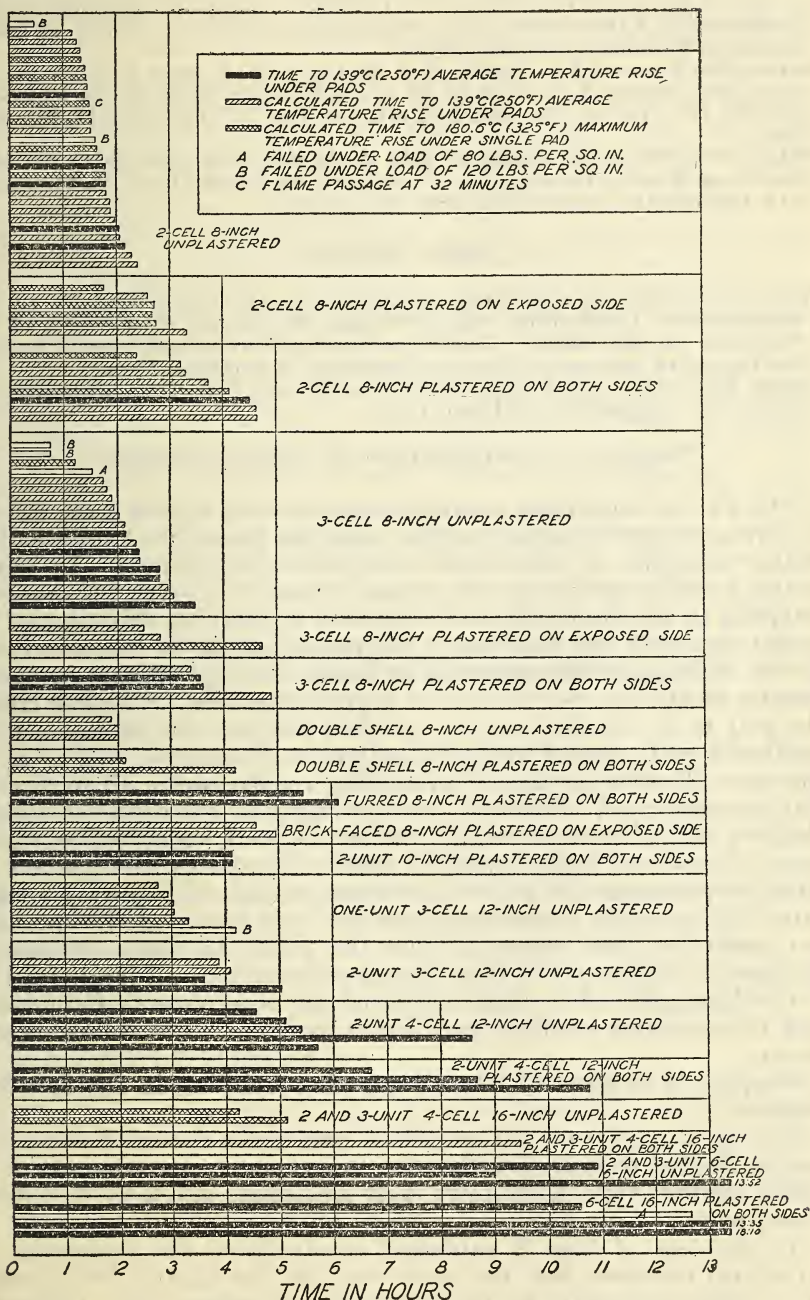 B
TIME TO 139°C(250°F) AVERAGE TEMPERATURE RISE
UNDER PADS
CALCULATED TIME TO 139°C(250°F) AVERAGE
TEMPERATURE RISE UNDER PADS
CALCULATED TIME TO 180.6°C(325°F) MAXIMUM
TEMPERATURE RISE UNDER SINGLE PAD
A FAILED UNDER LOAD OF 80 LBS. PER SQ. IN.
B FAILED UNDER LOAD OF 120 LBS. PER SQ. IN.
C FLAME PASSAGE AT 32 MINUTES
C
B
2-CELL 8-INCH
UNPLASTERED
2-CELL 8-INCH PLASTERED ON EXPOSED SIDE
2-CELL 8-INCH PLASTERED ON BOTH SIDES
B
B
A
3-CELL 8-INCH UNPLASTERED
3-CELL 8-INCH PLASTERED ON EXPOSED SIDE
3-CELL 8-INCH PLASTERED ON BOTH SIDES
DOUBLE SHELL 8-INCH UNPLASTERED
DOUBLE SHELL 8-INCH PLASTERED ON BOTH SIDES
FURRED 8-INCH PLASTERED ON BOTH SIDES
BRICK-FACED 8-INCH PLASTERED ON EXPOSED SIDE
2-UNIT 10-INCH PLASTERED ON BOTH SIDES
ONE-UNIT 3-CELL 12-INCH UNPLASTERED
B
2-UNIT 3-CELL 12-INCH UNPLASTERED
2-UNIT 4-CELL 12-INCH UNPLASTERED
2-UNIT 4-CELL 12-INCH
PLASTERED ON BOTH SIDES
2 AND 3-UNIT 4-CELL 16-INCH UNPLASTERED
2 AND 3-UNIT 4-CELL 16-INCH
PLASTERED ON BOTH SIDES
2 AND 3-UNIT 6-CELL
16-INCH UNPLASTERED
13:52
6-CELL 16-INCH PLASTERED
A ON BOTH SIDES
13:35
18:10
0 1 2 3 4 5 6 7 8 9 10 11 12 13
TIME IN HOURS